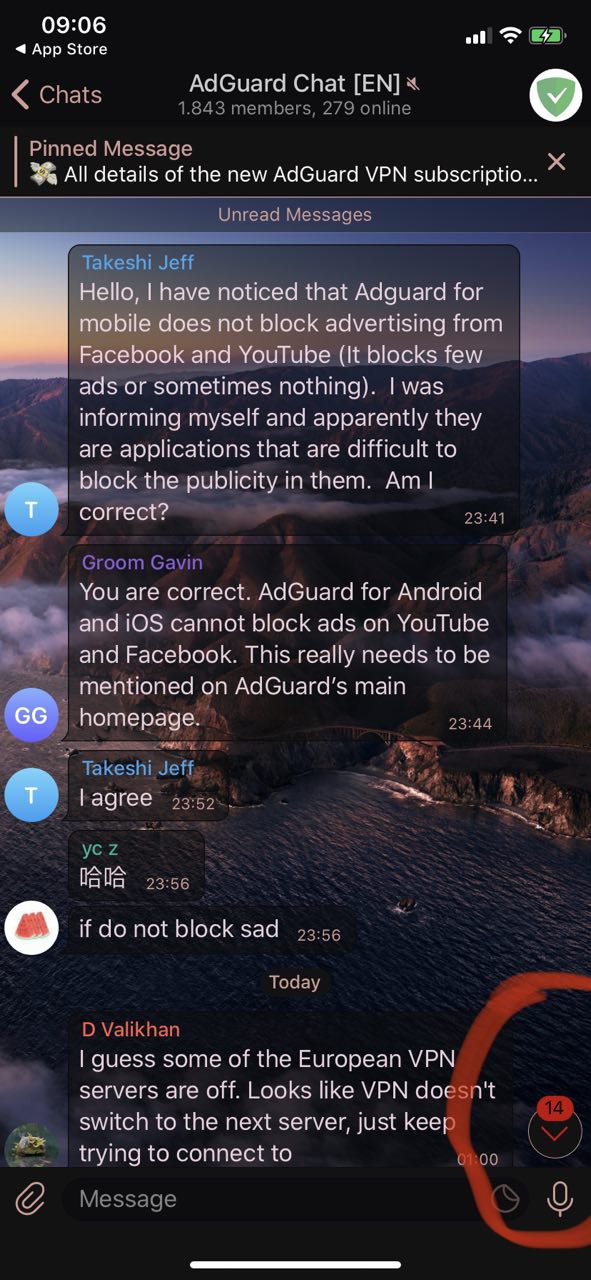 09:06
◀ App Store
Chats
AdGuard Chat [EN]
1.843 members, 279 online
Pinned Message
💸 All details of the new AdGuard VPN subscriptio...
Unread Messages
Takeshi Jeff
Hello, I have noticed that Adguard for
mobile does not block advertising from
Facebook and YouTube (It blocks few
ads or sometimes nothing).  I was
informing myself and apparently they
are applications that are difficult to
block the publicity in them.  Am I
correct?
23:41
T
Groom Gavin
You are correct. AdGuard for Android
and iOS cannot block ads on YouTube
and Facebook. This really needs to be
mentioned on AdGuard’s main
homepage.
23:44
GG
Takeshi Jeff
I agree 23:52
T
yc z
哈哈 23:56
if do not block sad 23:56
Today
D Valikhan
I guess some of the European VPN
servers are off. Looks like VPN doesn't
switch to the next server, just keep
trying to connect to
01:00
14
Message